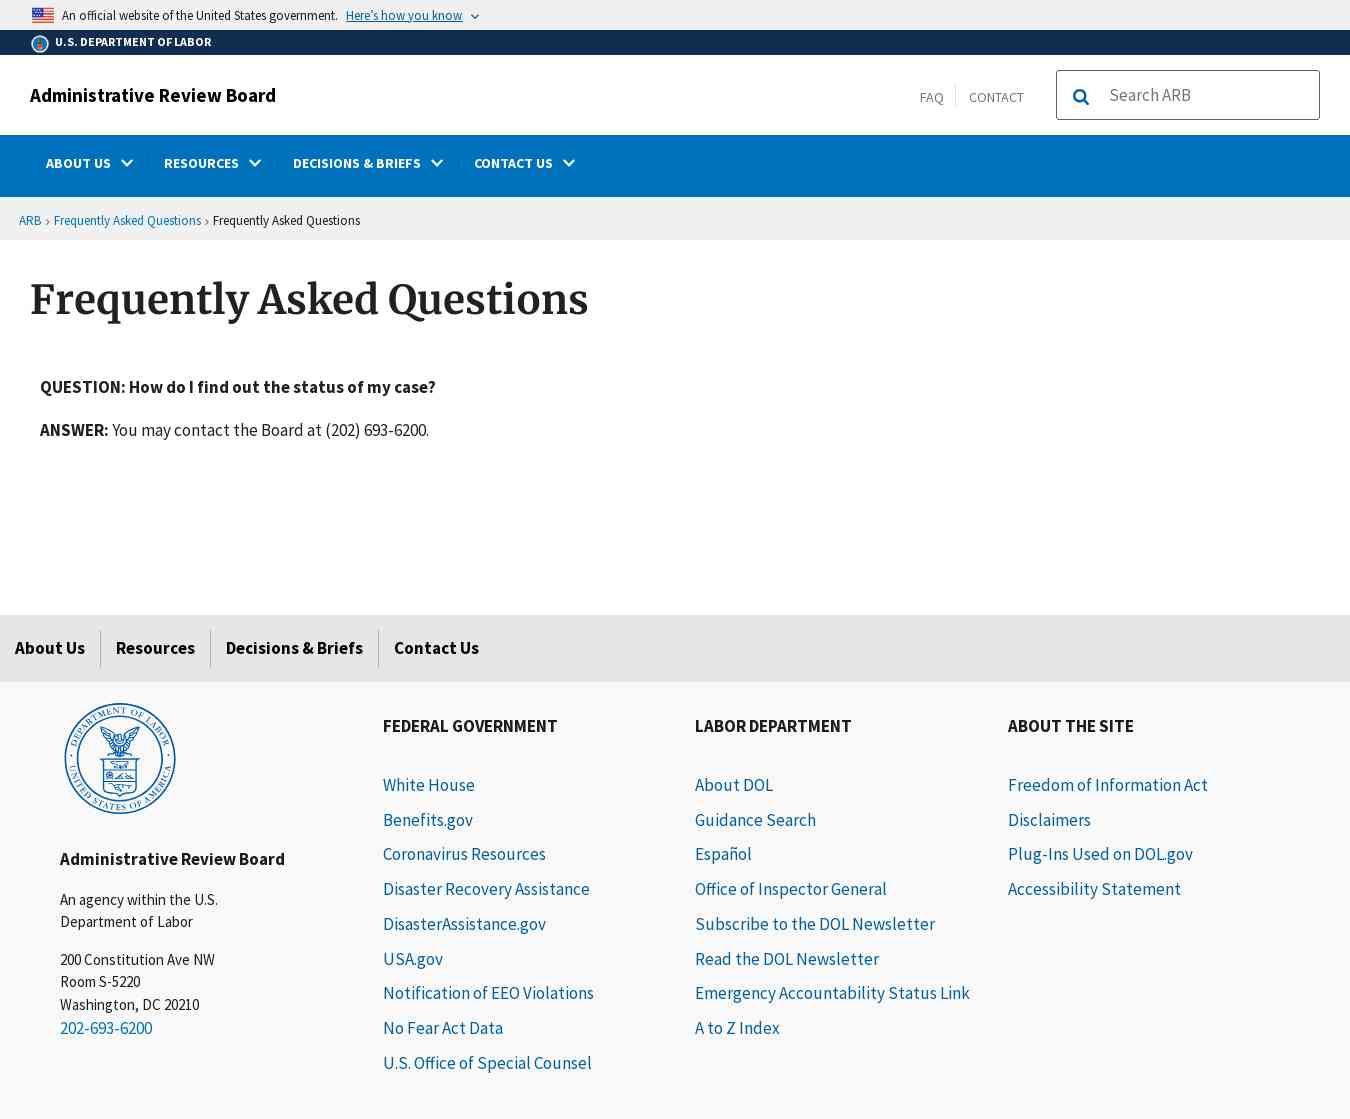 An official website of the United States government. Here's how you know
U.S. DEPARTMENT OF LABOR
Administrative Review Board
FAQ
CONTACT
Search ARB
ABOUT US
RESOURCES
DECISIONS & BRIEFS
CONTACT US
ARB › Frequently Asked Questions › Frequently Asked Questions
Frequently Asked Questions
QUESTION: How do I find out the status of my case?
ANSWER: You may contact the Board at (202) 693-6200.
About Us
Resources
Decisions & Briefs
Contact Us
DEPARTMENT OF LABOR
UNITED STATES OF AMERICA
Administrative Review Board
An agency within the U.S.
Department of Labor
200 Constitution Ave NW
Room S-5220
Washington, DC 20210
202-693-6200
FEDERAL GOVERNMENT
White House
Benefits.gov
Coronavirus Resources
Disaster Recovery Assistance
DisasterAssistance.gov
USA.gov
Notification of EEO Violations
No Fear Act Data
U.S. Office of Special Counsel
LABOR DEPARTMENT
About DOL
Guidance Search
Español
Office of Inspector General
Subscribe to the DOL Newsletter
Read the DOL Newsletter
Emergency Accountability Status Link
A to Z Index
ABOUT THE SITE
Freedom of Information Act
Disclaimers
Plug-Ins Used on DOL.gov
Accessibility Statement